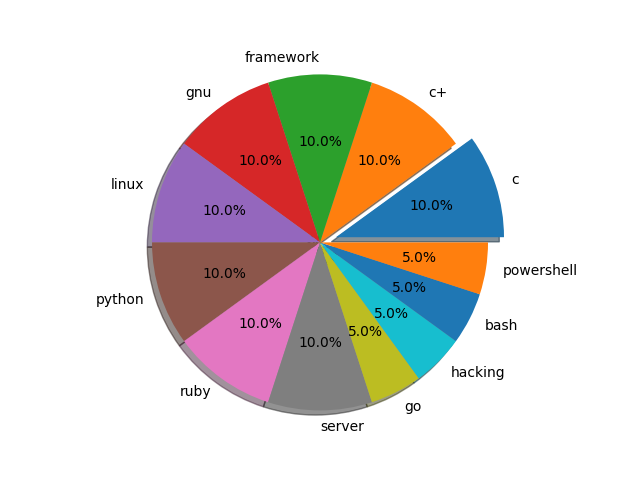 framework
gnu
c+
10.0%
10.0%
10.0%
linux
c
10.0%
10.0%
python
10.0%
5.0%
powershell
5.0%
10.0%
5.0%
5.0%
bash
10.0%
hacking
ruby
go
server